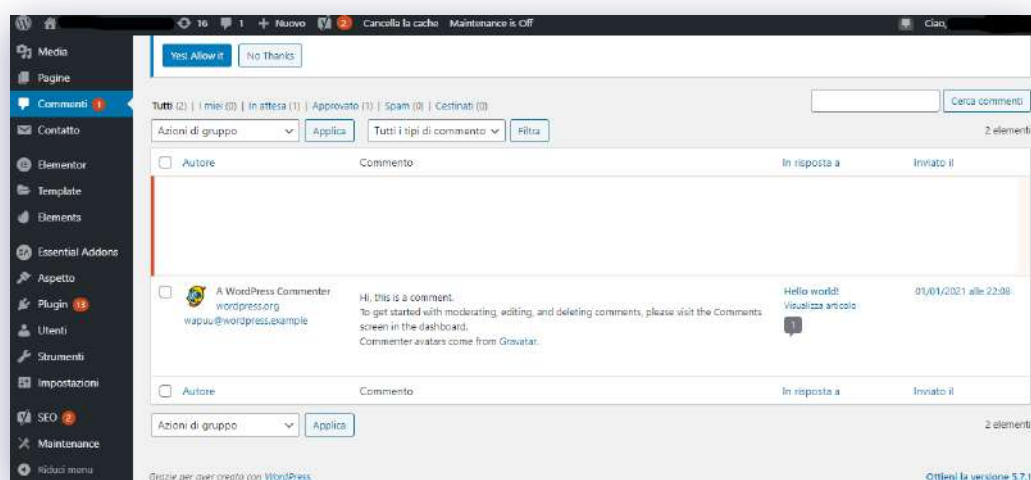 16 1 + Nuovo 2 Cancella la cache Maintenance is Off Ciao,
Media
Pagine
Commenti 1
Contatto
Elementor
Template
Elements
Essential Addons
Aspetto
Plugin 13
Utenti
Strumenti
Impostazioni
SEO 2
Maintenance
Riduci menu
Yes! Allow it No Thanks
Tutti (2) | I miei (0) | In attesa (1) | Approvato (1) | Spam (0) | Cestinati (0)
Cerca commenti
Azioni di gruppo Applica Tutti i tipi di commento Filtra 2 elementi
Autore Commento In risposta a Inviato il
A WordPress Commenter
wordpress.org
wapuu@wordpress.example
Hi, this is a comment.
To get started with moderating, editing, and deleting comments, please visit the Comments
screen in the dashboard.
Commenter avatars come from Gravatar.
Hello world!
Visualizza articolo
1
01/01/2021 alle 22:08
Autore Commento In risposta a Inviato il
Azioni di gruppo Applica 2 elementi
Grazie per aver creato con WordPress. Ottieni la versione 5.7.1